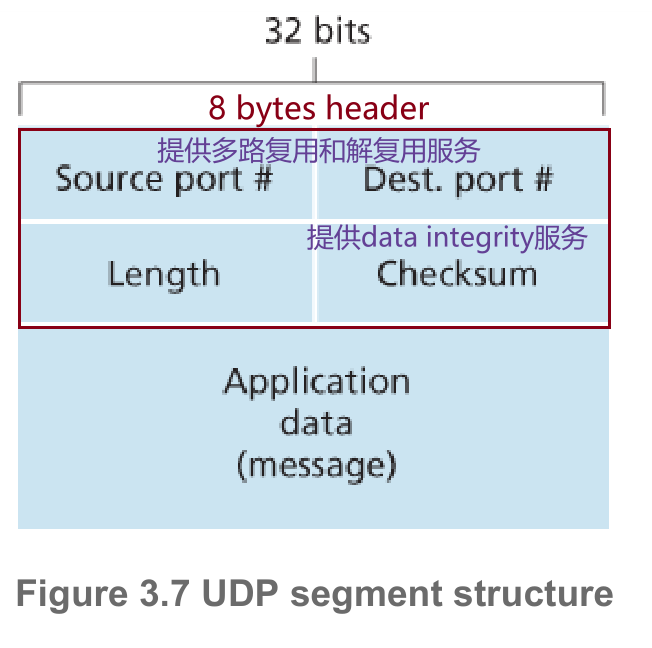 32 bits
8 bytes header
提供多路复用和解复用服务
Source port #
Dest. port #
提供data integrity服务
Length
Checksum
Application
data
(message)
Figure 3.7 UDP segment structure